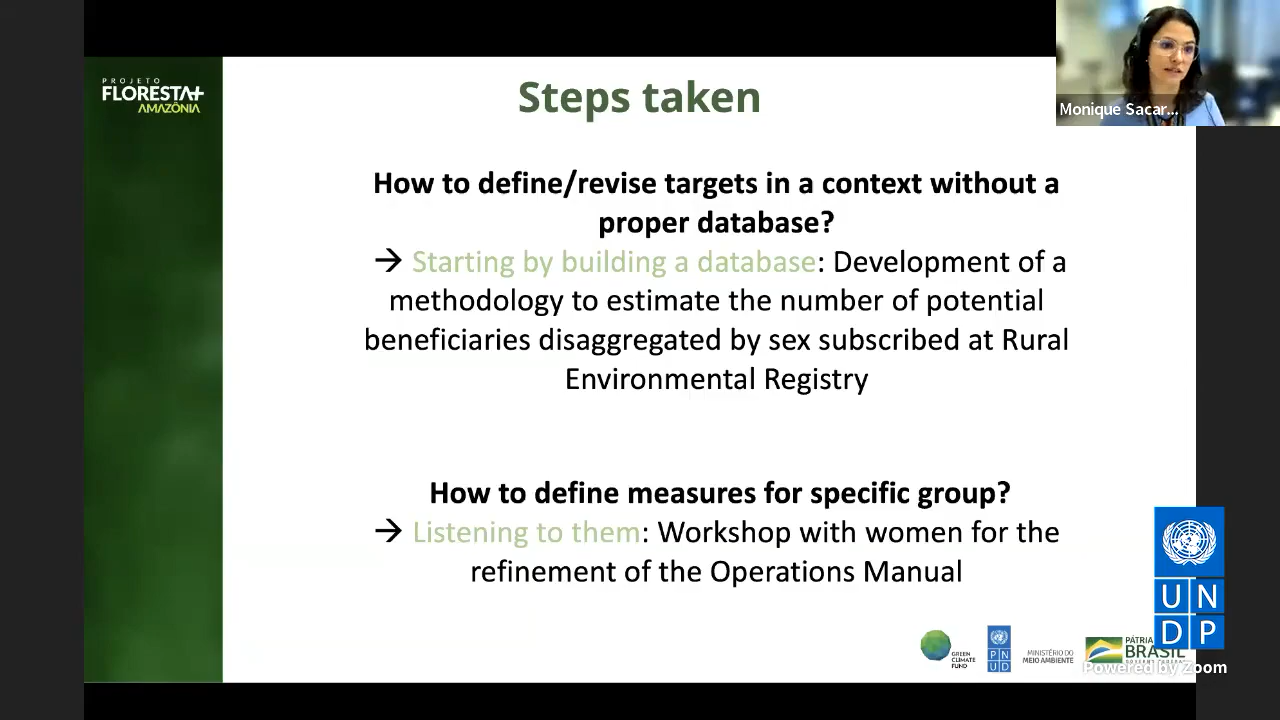 PROJETO
FLORESTA+
AMAZÔNIA
Steps taken
Monique Sacar...
How to define/revise targets in a context without a
proper database?
→ Starting by building a database: Development of a
methodology to estimate the number of potential
beneficiaries disaggregated by sex subscribed at Rural
Environmental Registry
How to define measures for specific group?
→ Listening to them: Workshop with women for the
refinement of the Operations Manual
GREEN
CLIMATE
FUND
P N
U D
MINISTÉRIO DO
MEIO AMBIENTE
PÁTRIA
BRASIL
U N
D P
Powered by Zoom